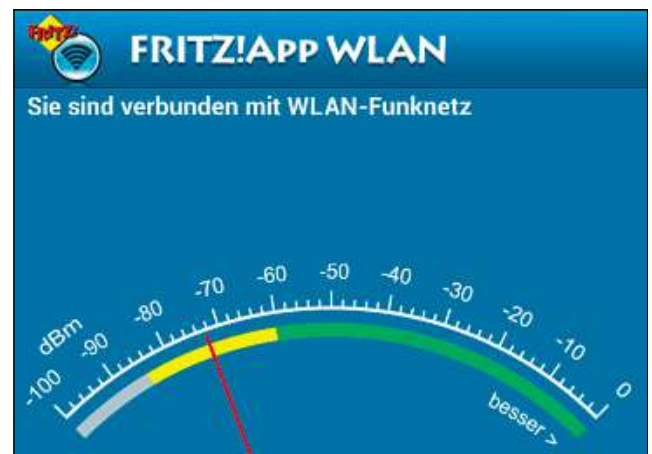 FRITZ!
FRITZ!APP WLAN
Sie sind verbunden mit WLAN-Funknetz
dBm
-100
-90
-80
-70
-60
-50
-40
-30
-20
-10
0
besser >